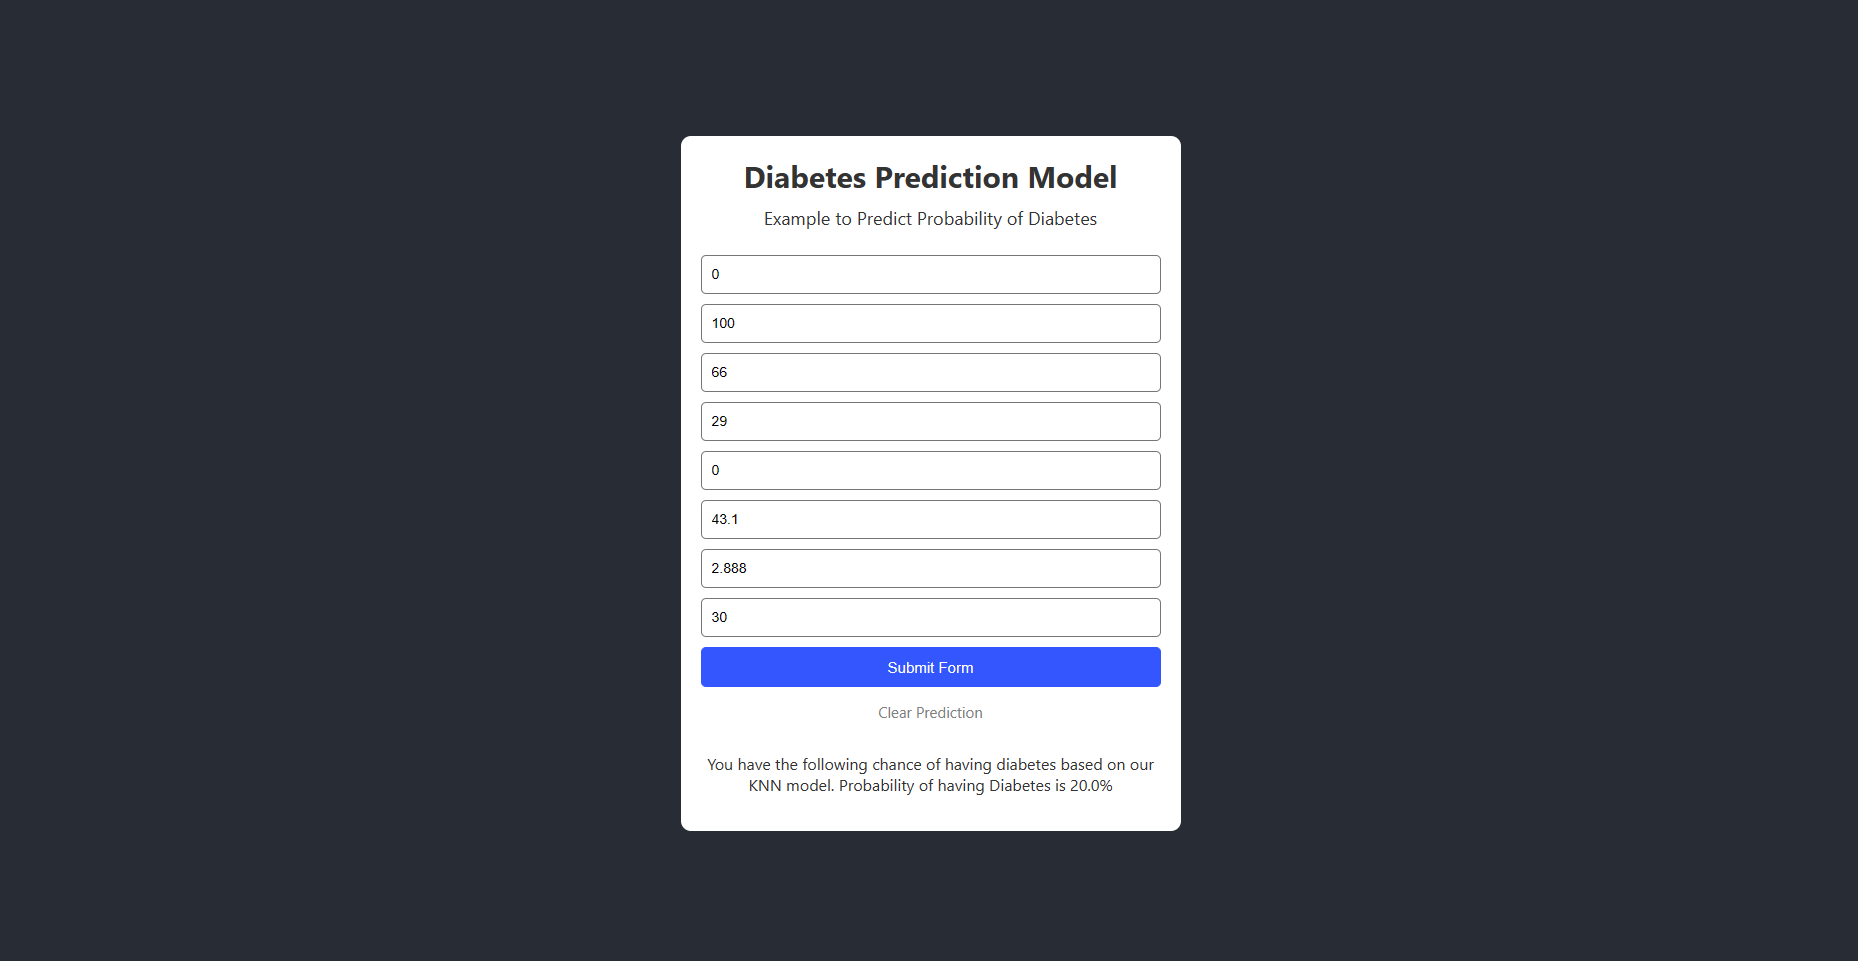 Diabetes Prediction Model
Example to Predict Probability of Diabetes
0
100
66
29
0
43.1
2.888
30
Submit Form
Clear Prediction
You have the following chance of having diabetes based on our
KNN model. Probability of having Diabetes is 20.0%